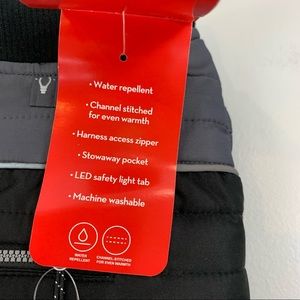 • Water repellent
• Channel stitched
for even warmth
• Harness access zipper
• Stowaway pocket
• LED safety light tab
• Machine washable
WATER
REPELLENT
CHANNEL-STITCHED
FOR EVEN WARMTH